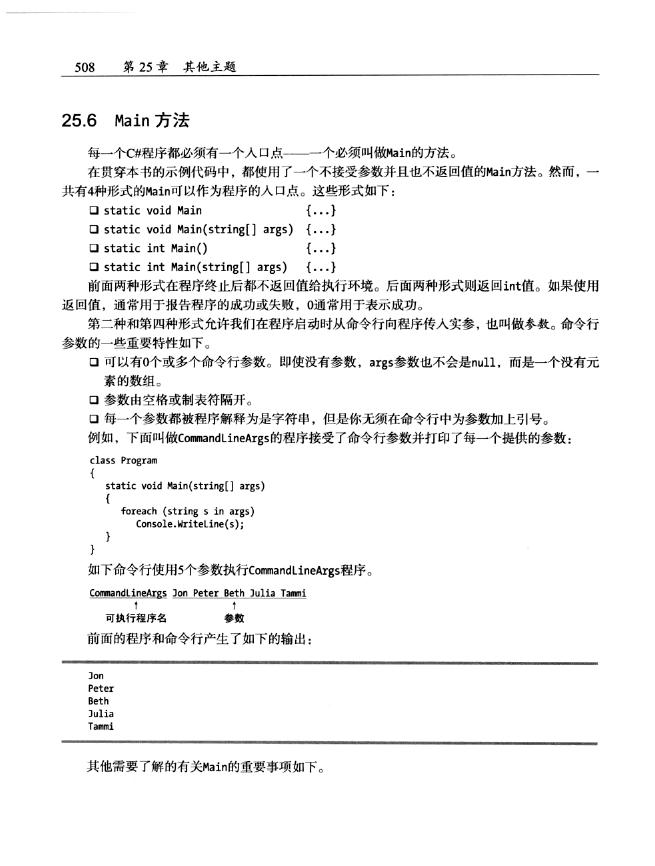 508 第25章 其他主题
25.6 Main 方法
每一个C#程序都必须有一个入口点——一个必须叫做Main的方法。
在贯穿本书的示例代码中，都使用了一个不接受参数并且也不返回值的Main方法。然而，一
共有4种形式的Main可以作为程序的入口点。这些形式如下：
❑ static void Main {...}
❑ static void Main(string[] args) {...}
❑ static int Main() {...}
❑ static int Main(string[] args) {...}
前面两种形式在程序终止后都不返回值给执行环境。后面两种形式则返回int值。如果使用
返回值，通常用于报告程序的成功或失败，0通常用于表示成功。
第二种和第四种形式允许我们在程序启动时从命令行向程序传入实参，也叫做参数。命令行
参数的一些重要特性如下。
❑ 可以有0个或多个命令行参数。即使没有参数，args参数也不会是null，而是一个没有元
素的数组。
❑ 参数由空格或制表符隔开。
❑ 每一个参数都被程序解释为是字符串，但是你无须在命令行中为参数加上引号。
例如，下面叫做CommandLineArgs的程序接受了命令行参数并打印了每一个提供的参数：
class Program
{
static void Main(string[] args)
{
foreach (string s in args)
Console.WriteLine(s);
}
}
如下命令行使用5个参数执行CommandLineArgs程序。
CommandLineArgs Jon Peter Beth Julia Tammi
↑ ↑
可执行程序名 参数
前面的程序和命令行产生了如下的输出：
Jon
Peter
Beth
Julia
Tammi
其他需要了解的有关Main的重要事项如下。